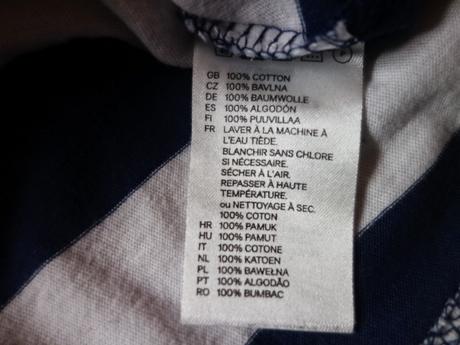 GB 100% COTTON
CZ 100% BAVLNA
DE 100% BAUMWOLLE
ES 100% ALGODÓN
FI 100% PUUVILLAA
FR LAVER À LA MACHINE À
L'EAU TIÈDE.
BLANCHIR SANS CHLORE
SI NÉCESSAIRE.
SÉCHER À L'AIR.
REPASSER À HAUTE
TEMPÉRATURE.
ou NETTOYAGE À SEC.
100% COTON
HR 100% PAMUK
HU 100% PAMUT
IT 100% COTONE
NL 100% KATOEN
PL 100% BAWEŁNA
PT 100% ALGODÃO
RO 100% BUMBAC